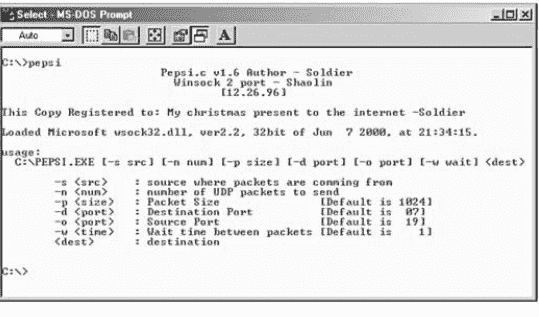 Select - MS-DOS Prompt
Auto
A
C:\>pepsi
Pepsi.c v1.6 Author - Soldier
Winsock 2 port - Shaolin
[12.26.96]
This Copy Registered to: My christmas present to the internet -Soldier
Loaded Microsoft wsock32.dll, ver2.2, 32bit of Jun 7 2000, at 21:34:15.
usage:
C:\PEPSI.EXE [-s src] [-n num] [-p size] [-d port] [-o port] [-w wait] <dest>
-s <src> : source where packets are comming from
-n <num> : number of UDP packets to send
-p <size> : Packet Size [Default is 1024]
-d <port> : Destination Port [Default is 07]
-o <port> : Source Port [Default is 19]
-w <time> : Wait time between packets [Default is 1]
<dest> : destination
C:\>